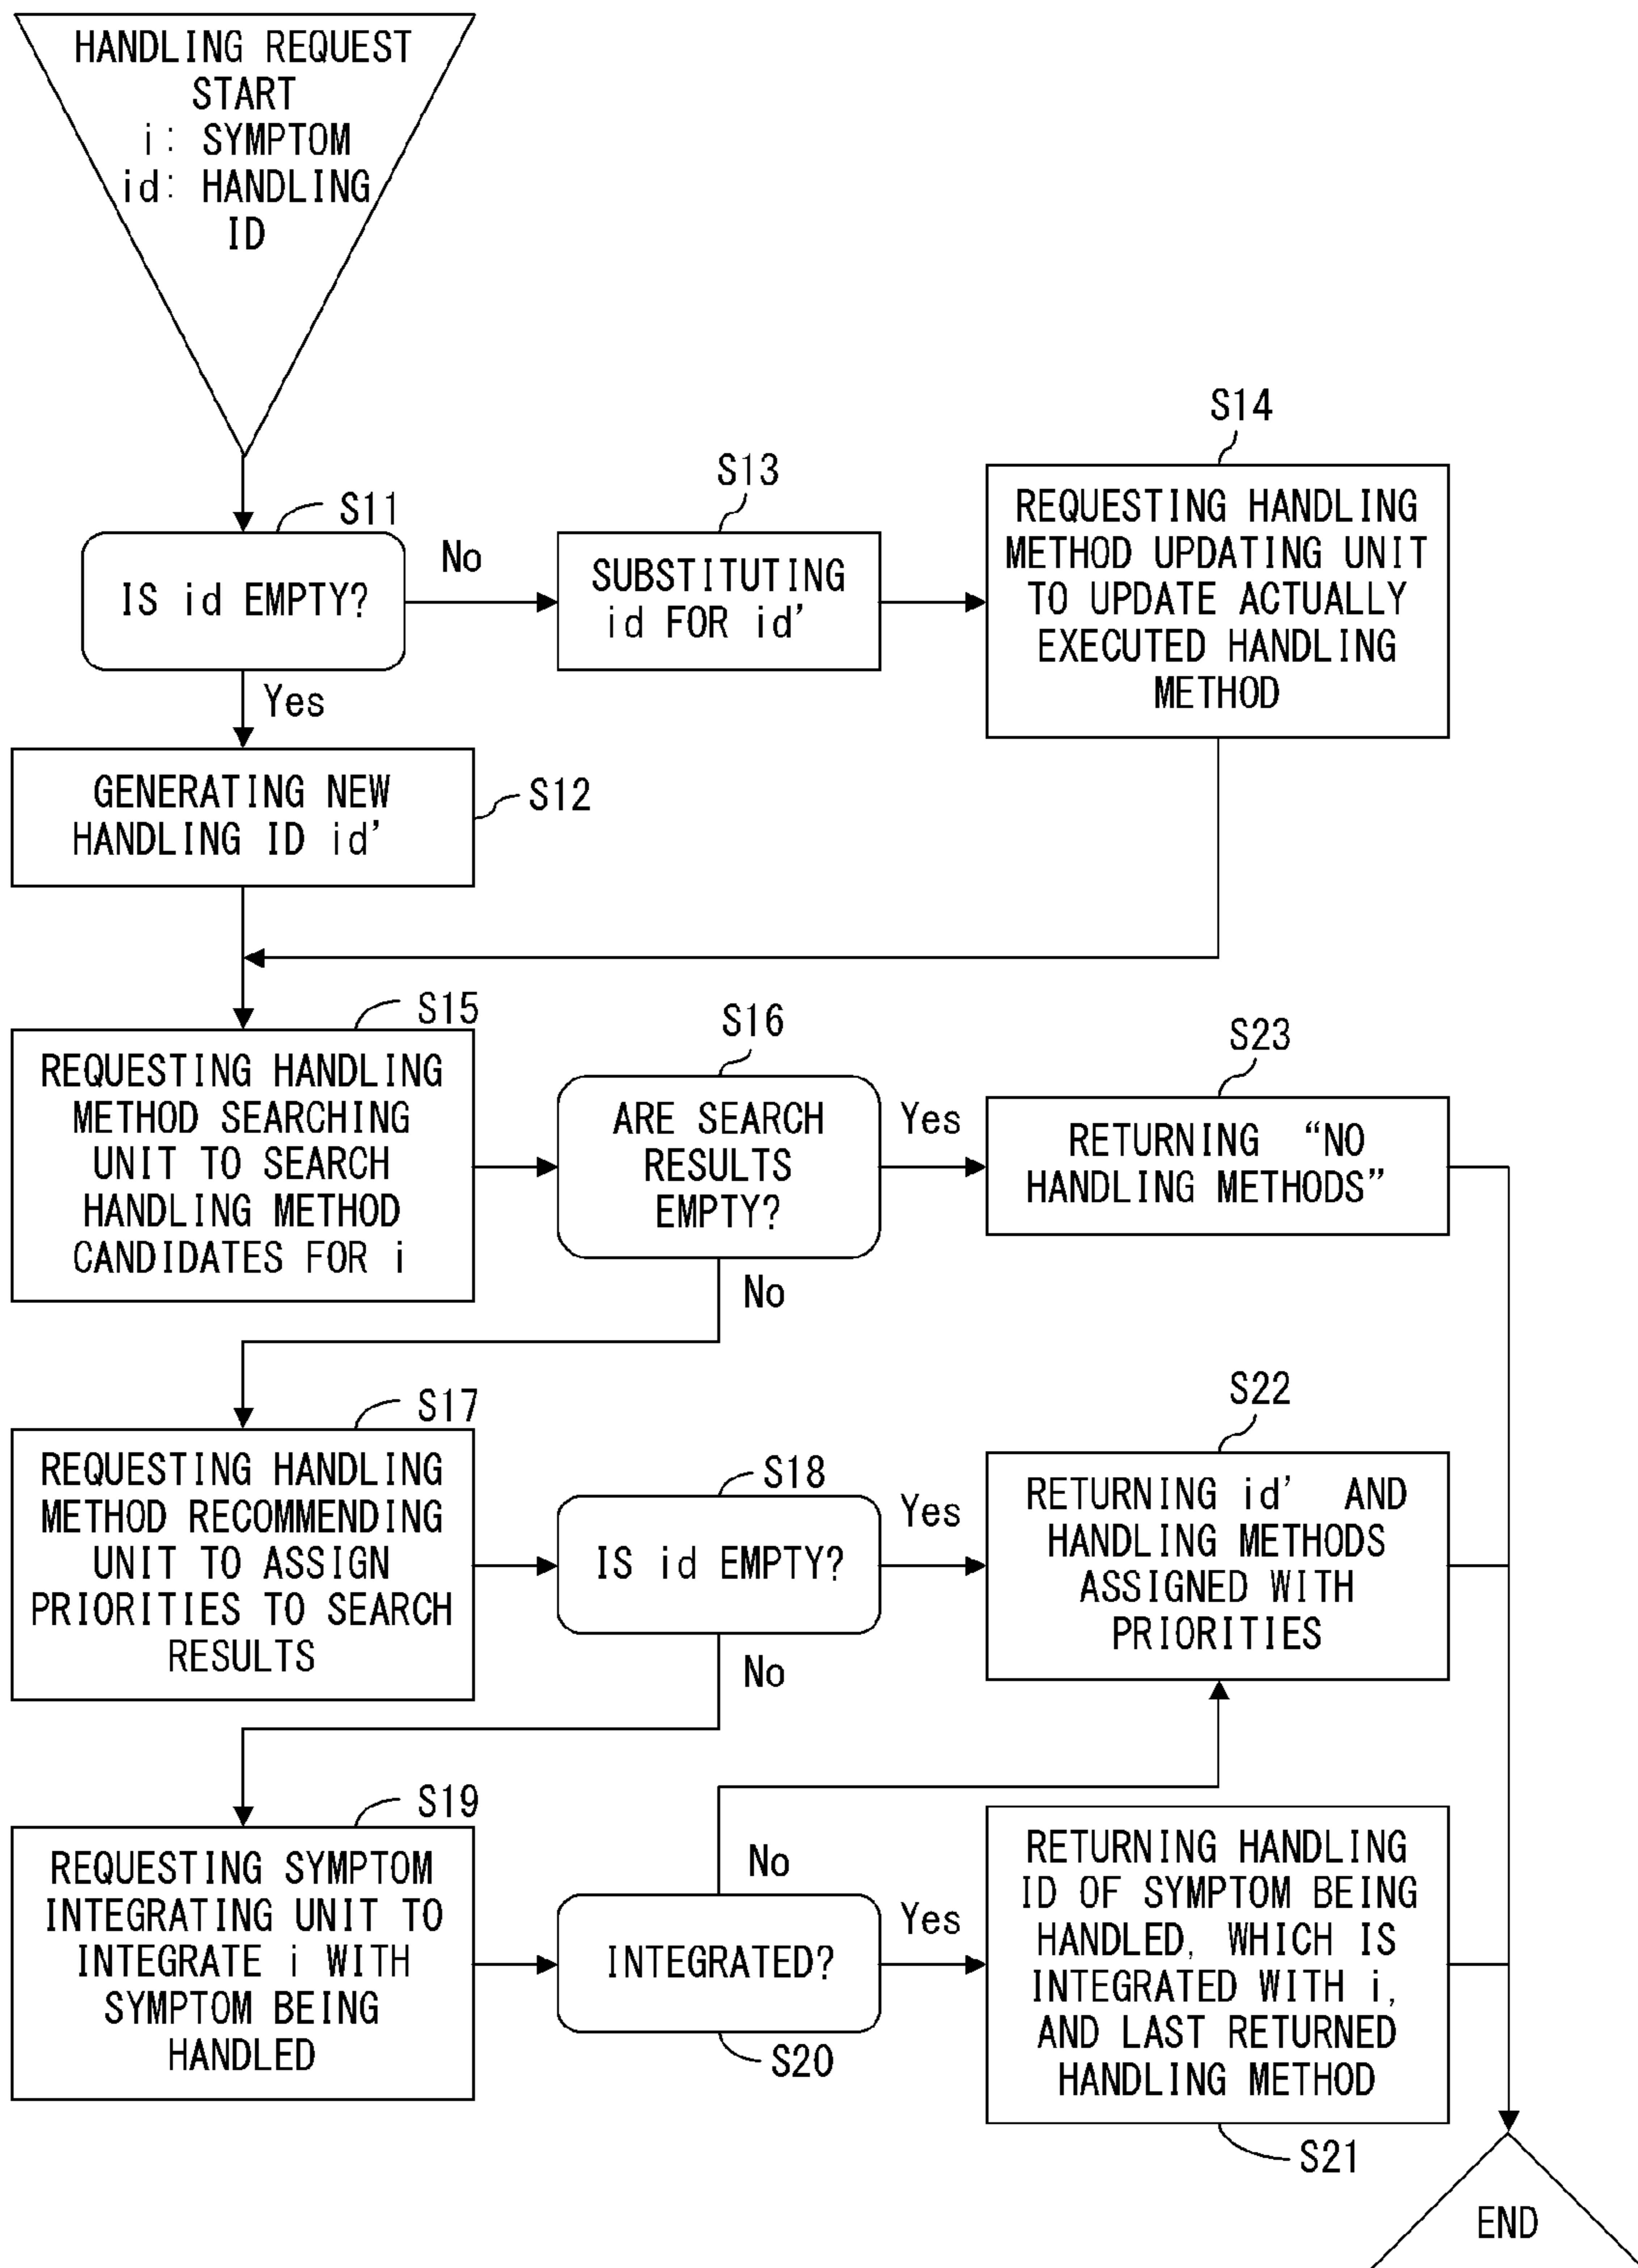 HANDLING REQUEST
START
i: SYMPTOM
id: HANDLING
ID
S11
IS id EMPTY?
No
Yes
S13
SUBSTITUTING
id FOR id’
S14
REQUESTING HANDLING
METHOD UPDATING UNIT
TO UPDATE ACTUALLY
EXECUTED HANDLING
METHOD
GENERATING NEW
HANDLING ID id’
S12
S15
REQUESTING HANDLING
METHOD SEARCHING
UNIT TO SEARCH
HANDLING METHOD
CANDIDATES FOR i
S16
ARE SEARCH
RESULTS
EMPTY?
Yes
No
S23
RETURNING “NO
HANDLING METHODS”
S17
REQUESTING HANDLING
METHOD RECOMMENDING
UNIT TO ASSIGN
PRIORITIES TO SEARCH
RESULTS
S18
IS id EMPTY?
Yes
No
S22
RETURNING id’ AND
HANDLING METHODS
ASSIGNED WITH
PRIORITIES
S19
REQUESTING SYMPTOM
INTEGRATING UNIT TO
INTEGRATE i WITH
SYMPTOM BEING
HANDLED
No
INTEGRATED?
Yes
S20
RETURNING HANDLING
ID OF SYMPTOM BEING
HANDLED, WHICH IS
INTEGRATED WITH i,
AND LAST RETURNED
HANDLING METHOD
S21
END